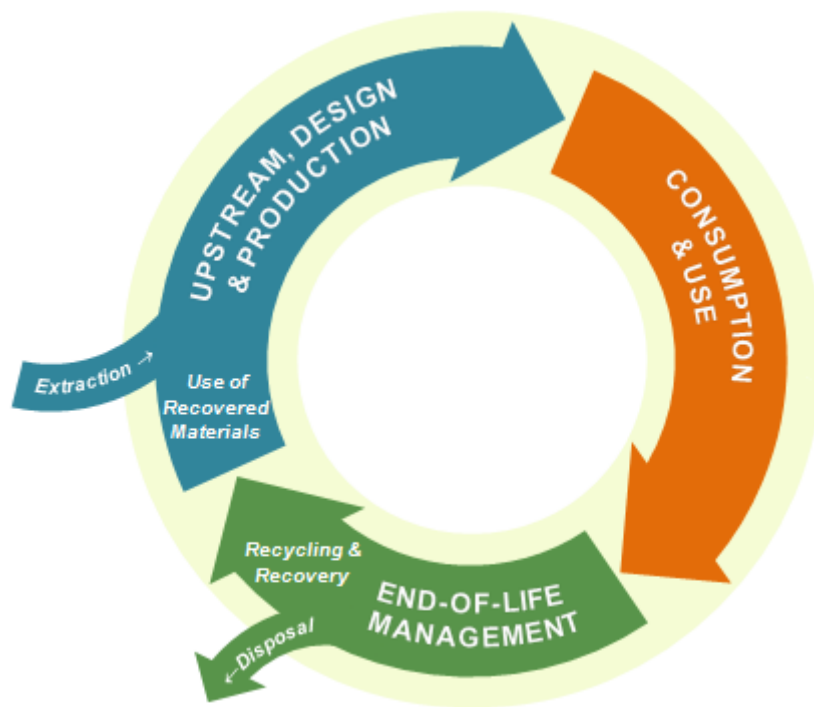 UPSTREAM, DESIGN
& PRODUCTION
CONSUMPTION
& USE
Extraction →
Use of
Recovered
Materials
Recycling &
Recovery
END-OF-LIFE
MANAGEMENT
←Disposal